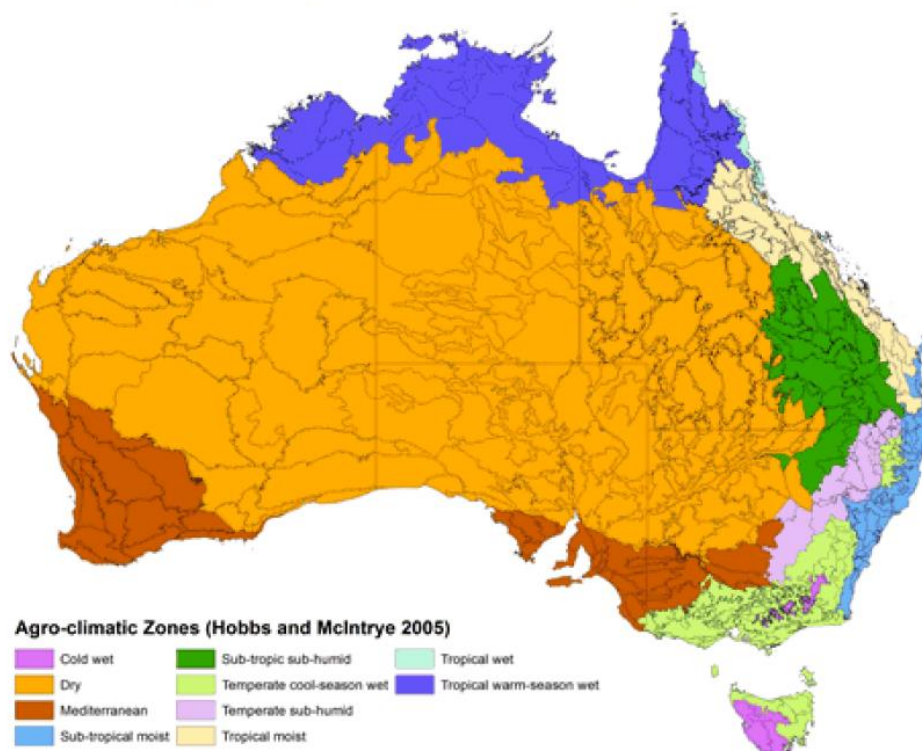 Agro-climatic Zones (Hobbs and McIntrye 2005)
Cold wet
Dry
Mediterranean
Sub-tropical moist
Sub-tropic sub-humid
Temperate cool-season wet
Temperate sub-humid
Tropical moist
Tropical wet
Tropical warm-season wet